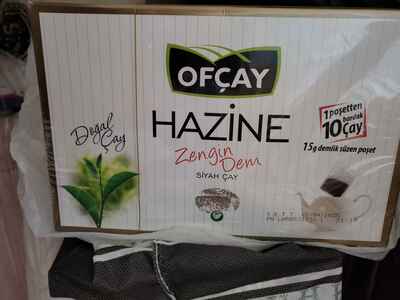 OFÇAY
HAZİNE
Zengin
Dem
SİYAH ÇAY
Doğal
Çay
1 poşetten
bardak
10 Çay
15g demlik süzen poşet